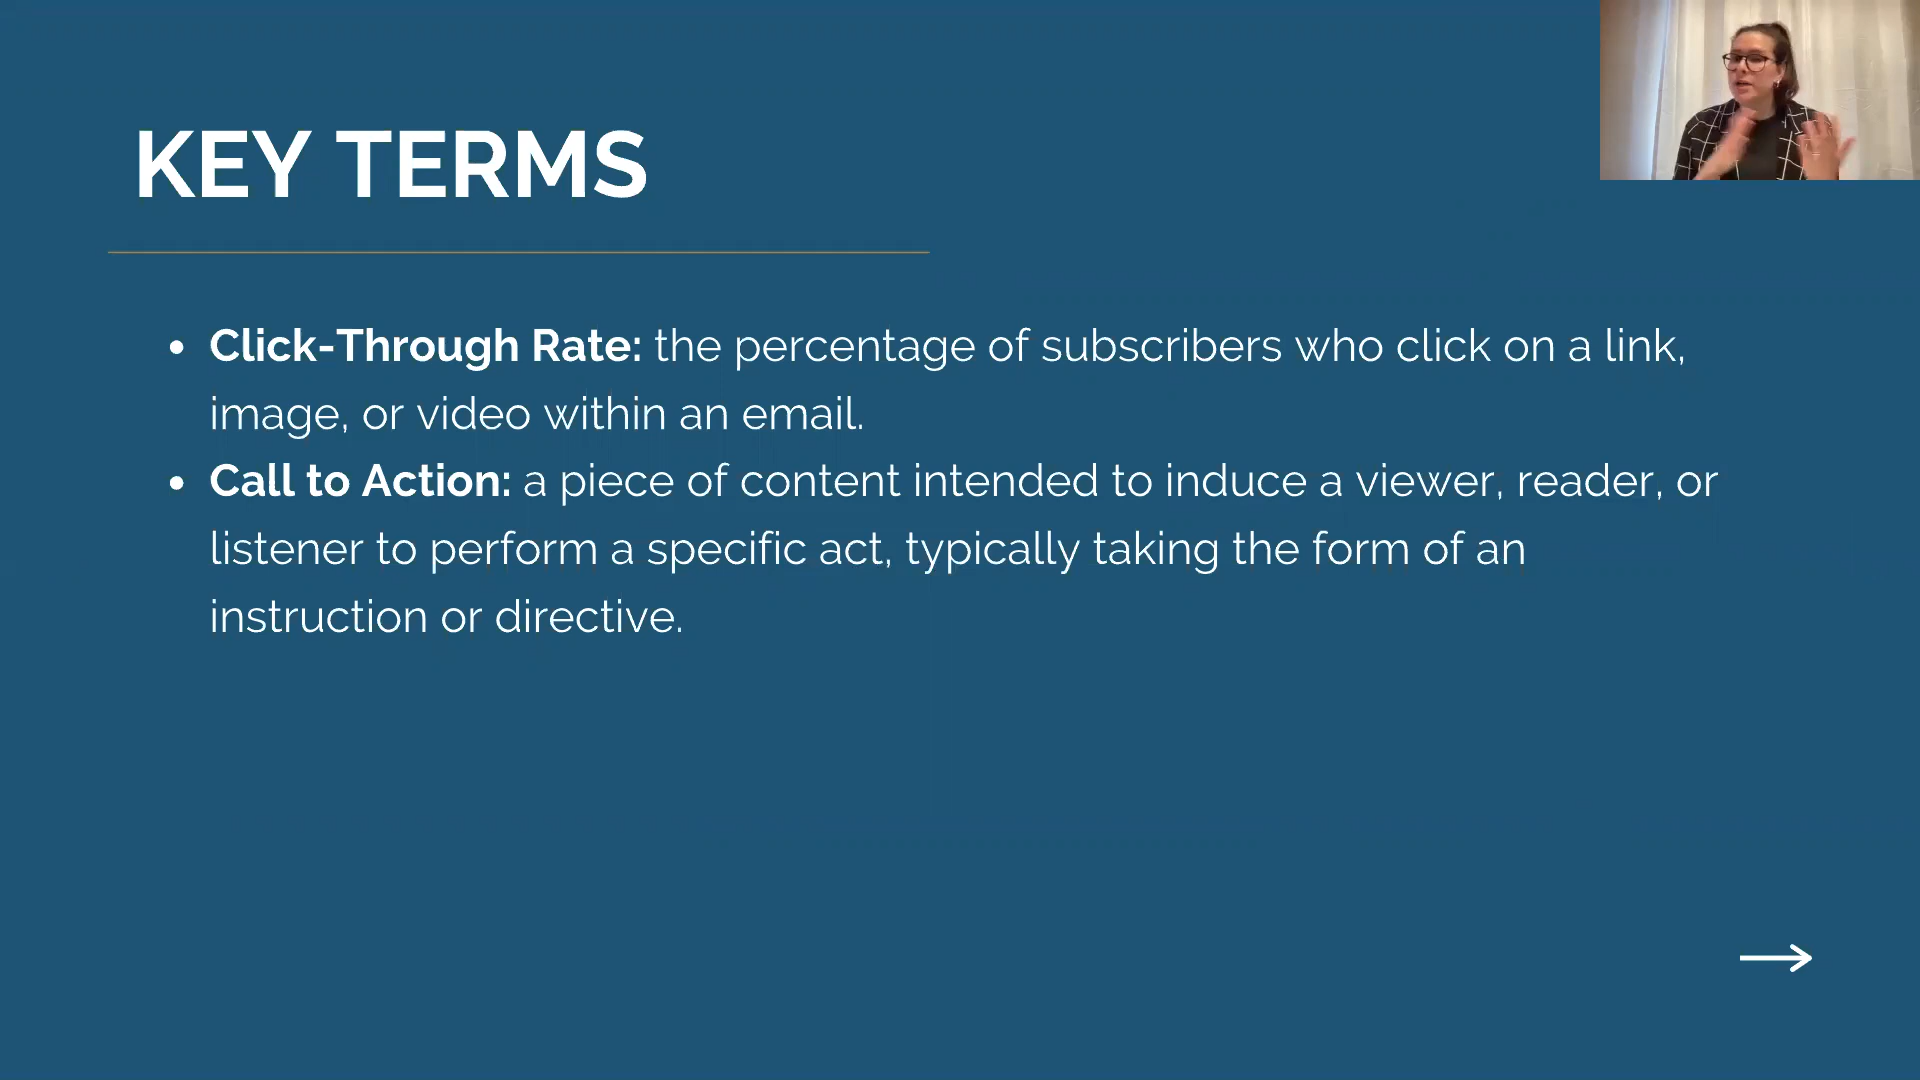 KEY TERMS
• Click-Through Rate: the percentage of subscribers who click on a link,
image, or video within an email.
• Call to Action: a piece of content intended to induce a viewer, reader, or
listener to perform a specific act, typically taking the form of an
instruction or directive.